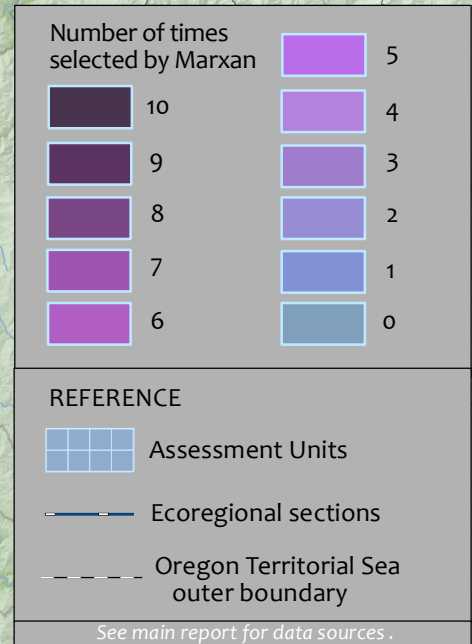 Number of times
selected by Marxan
10
9
8
7
6
5
4
3
2
1
0
REFERENCE
Assessment Units
Ecoregional sections
Oregon Territorial Sea
outer boundary
See main report for data sources .